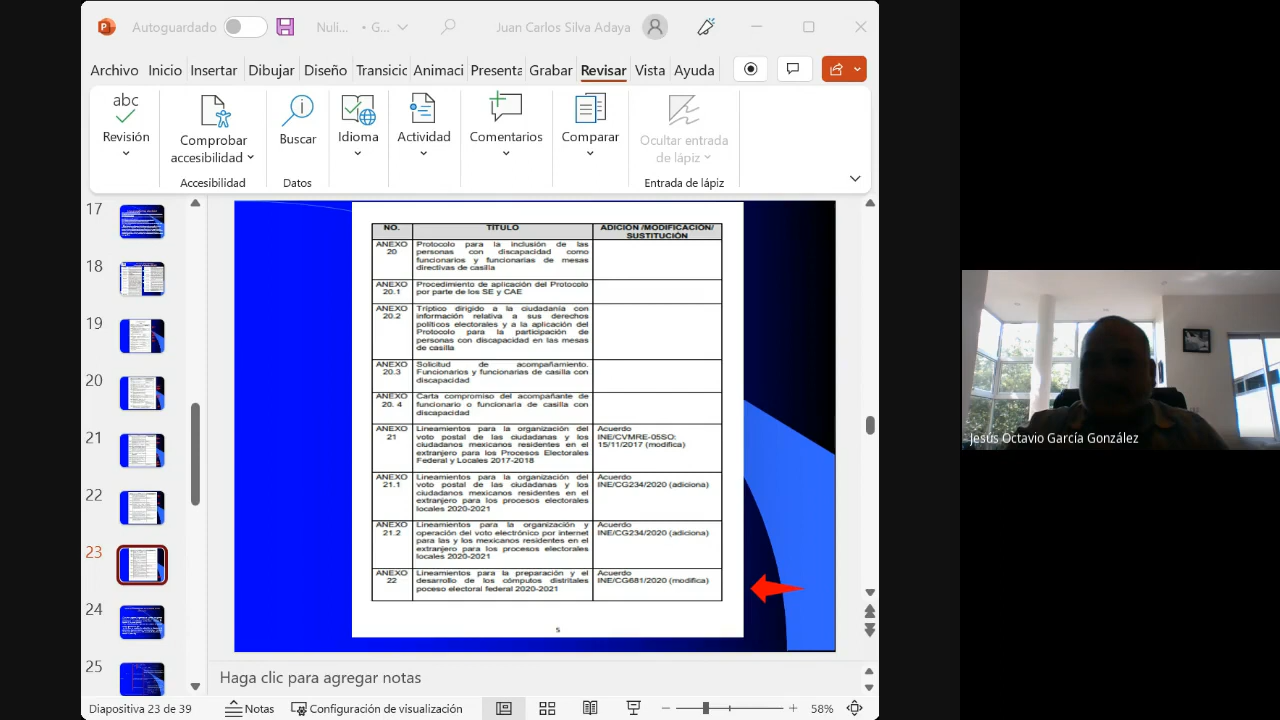 Autoguardado
Nuli...
• G...
Juan Carlos Silva Adaya
Archivo
Inicio
Insertar
Dibujar
Diseño
Transicic
Animaci
Presenta
Grabar
Revisar
Vista
Ayuda
abc
Revisión
Comprobar
accesibilidad
Accesibilidad
Buscar
Datos
Idioma
Actividad
Comentarios
Comparar
Ocultar entrada
de lápiz
Entrada de lápiz
17
18
19
20
21
22
23
24
25
NO.
TÍTULO
ADICIÓN /MODIFICACIÓN/
SUSTITUCIÓN
ANEXO
20
Protocolo para la inclusión de las
personas con discapacidad como
funcionarios y funcionarias de mesas
directivas de casilla
ANEXO
20.1
Procedimiento de aplicación del Protocolo
por parte de los SE y CAE
ANEXO
20.2
Tríptico dirigido a la ciudadanía con
información relativa a sus derechos
políticos electorales y a la aplicación del
Protocolo para la participación de
personas con discapacidad en las mesas
de casilla
ANEXO
20.3
Solicitud de acompañamiento.
Funcionarios y funcionarias de casilla con
discapacidad
ANEXO
20. 4
Carta compromiso del acompañante de
funcionario o funcionaria de casilla con
discapacidad
ANEXO
21
Lineamientos para la organización del
voto postal de las ciudadanas y los
ciudadanos mexicanos residentes en el
extranjero para los Procesos Electorales
Federal y Locales 2017-2018
Acuerdo
INE/CVMRE-05SO:
15/11/2017 (modifica)
ANEXO
21.1
Lineamientos para la organización del
voto postal de las ciudadanas y los
ciudadanos mexicanos residentes en el
extranjero para los procesos electorales
locales 2020-2021
Acuerdo
INE/CG234/2020 (adiciona)
ANEXO
21.2
Lineamientos para la organización y
operación del voto electrónico por internet
para las y los mexicanos residentes en el
extranjero para los procesos electorales
locales 2020-2021
Acuerdo
INE/CG234/2020 (adiciona)
ANEXO
22
Lineamientos para la preparación y el
desarrollo de los cómputos distritales
poceso electoral federal 2020-2021
Acuerdo
INE/CG681/2020 (modifica)
5
Haga clic para agregar notas
Diapositiva 23 de 39
Notas
Configuración de visualización
58%
Jesús Octavio García González